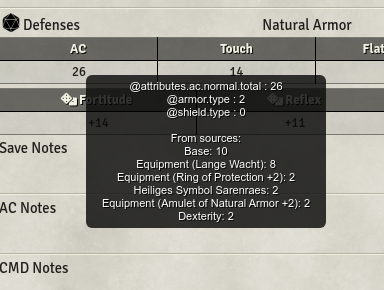 Defenses Natural Armor
AC Touch Flat
26 14
@attributes.ac.normal.total : 26
@armor.type : 2
@shield.type : 0
Fortitude Reflex
+14 +11
From sources:
Base: 10
Equipment (Lange Wacht): 8
Equipment (Ring of Protection +2): 2
Heiliges Symbol Sarenraes: 2
Equipment (Amulet of Natural Armor +2): 2
Dexterity: 2
Save Notes
AC Notes
CMD Notes